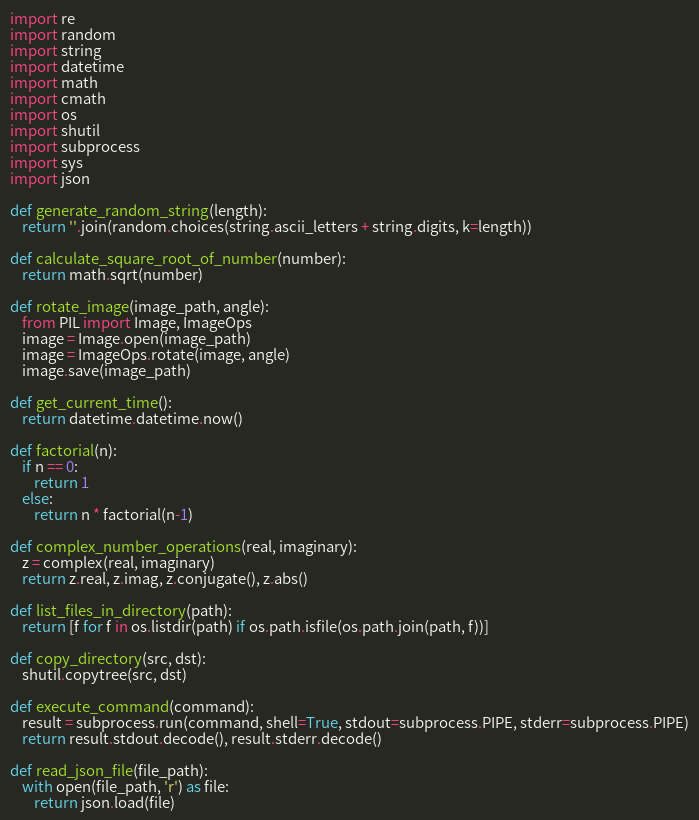 import re
import random
import string
import datetime
import math
import cmath
import os
import shutil
import subprocess
import sys
import json

def generate_random_string(length):
    return ''.join(random.choices(string.ascii_letters + string.digits, k=length))

def calculate_square_root_of_number(number):
    return math.sqrt(number)

def rotate_image(image_path, angle):
    from PIL import Image, ImageOps
    image = Image.open(image_path)
    image = ImageOps.rotate(image, angle)
    image.save(image_path)

def get_current_time():
    return datetime.datetime.now()

def factorial(n):
    if n == 0:
        return 1
    else:
        return n * factorial(n-1)

def complex_number_operations(real, imaginary):
    z = complex(real, imaginary)
    return z.real, z.imag, z.conjugate(), z.abs()

def list_files_in_directory(path):
    return [f for f in os.listdir(path) if os.path.isfile(os.path.join(path, f))]

def copy_directory(src, dst):
    shutil.copytree(src, dst)

def execute_command(command):
    result = subprocess.run(command, shell=True, stdout=subprocess.PIPE, stderr=subprocess.PIPE)
    return result.stdout.decode(), result.stderr.decode()

def read_json_file(file_path):
    with open(file_path, 'r') as file:
        return json.load(file)